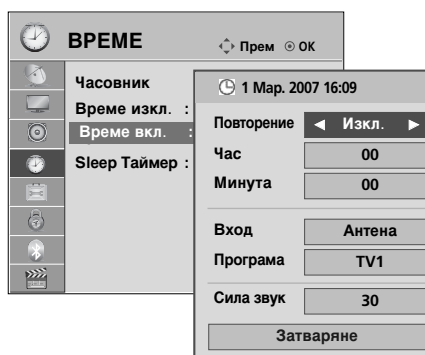 ВРЕМЕ
Прем ОК
Часовник
Време изкл. :
Време вкл. :
Sleep Таймер :
1 Мар. 2007 16:09
Повторение ◄ Изкл. ►
Час 00
Минута 00
Вход Антена
Програма TV1
Сила звук 30
Затваряне